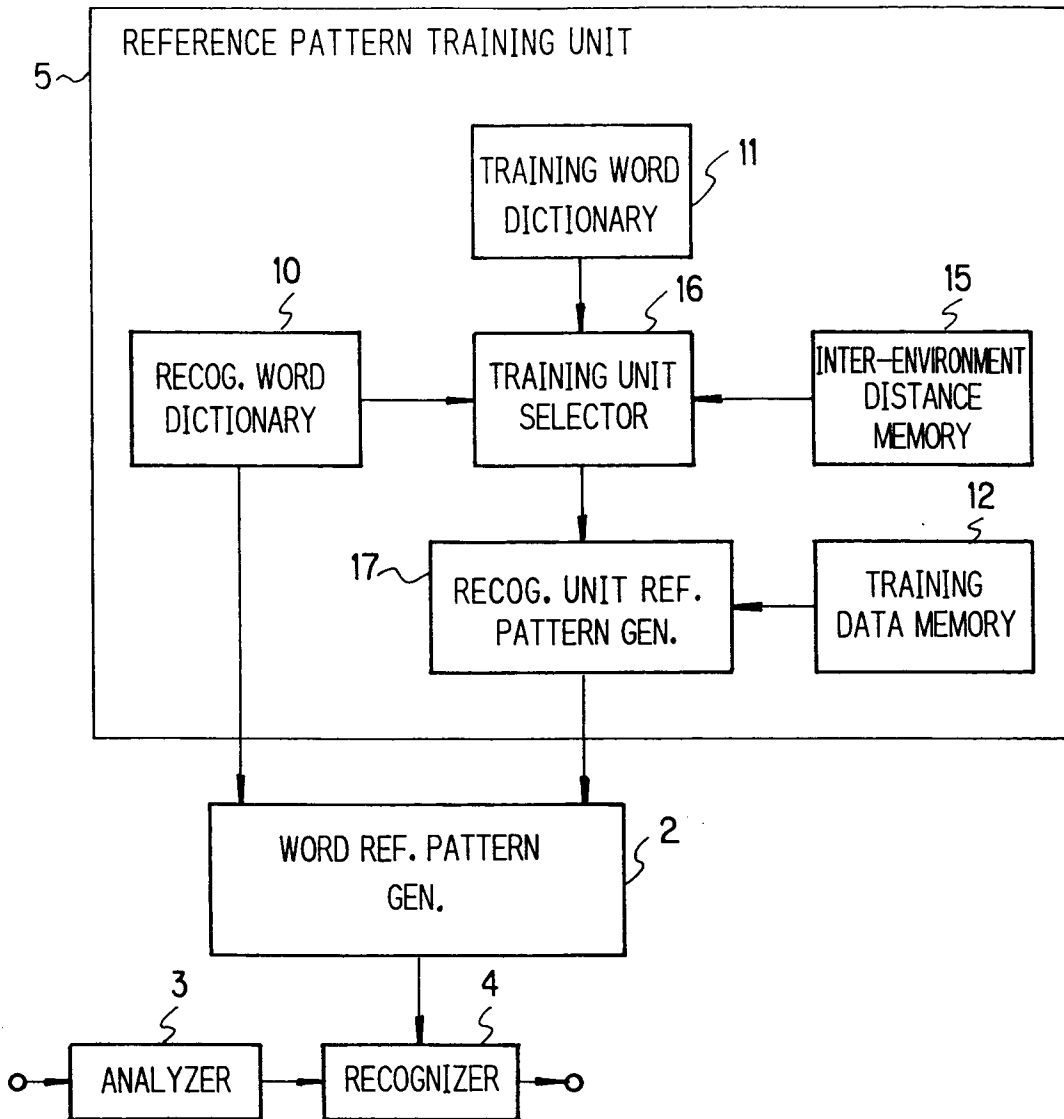 REFERENCE PATTERN TRAINING UNIT
5
TRAINING WORD
DICTIONARY
11
10
RECOG. WORD
DICTIONARY
16
TRAINING UNIT
SELECTOR
15
INTER-ENVIRONMENT
DISTANCE
MEMORY
17
RECOG. UNIT REF.
PATTERN GEN.
12
TRAINING
DATA MEMORY
WORD REF. PATTERN
GEN.
2
3
ANALYZER
4
RECOGNIZER